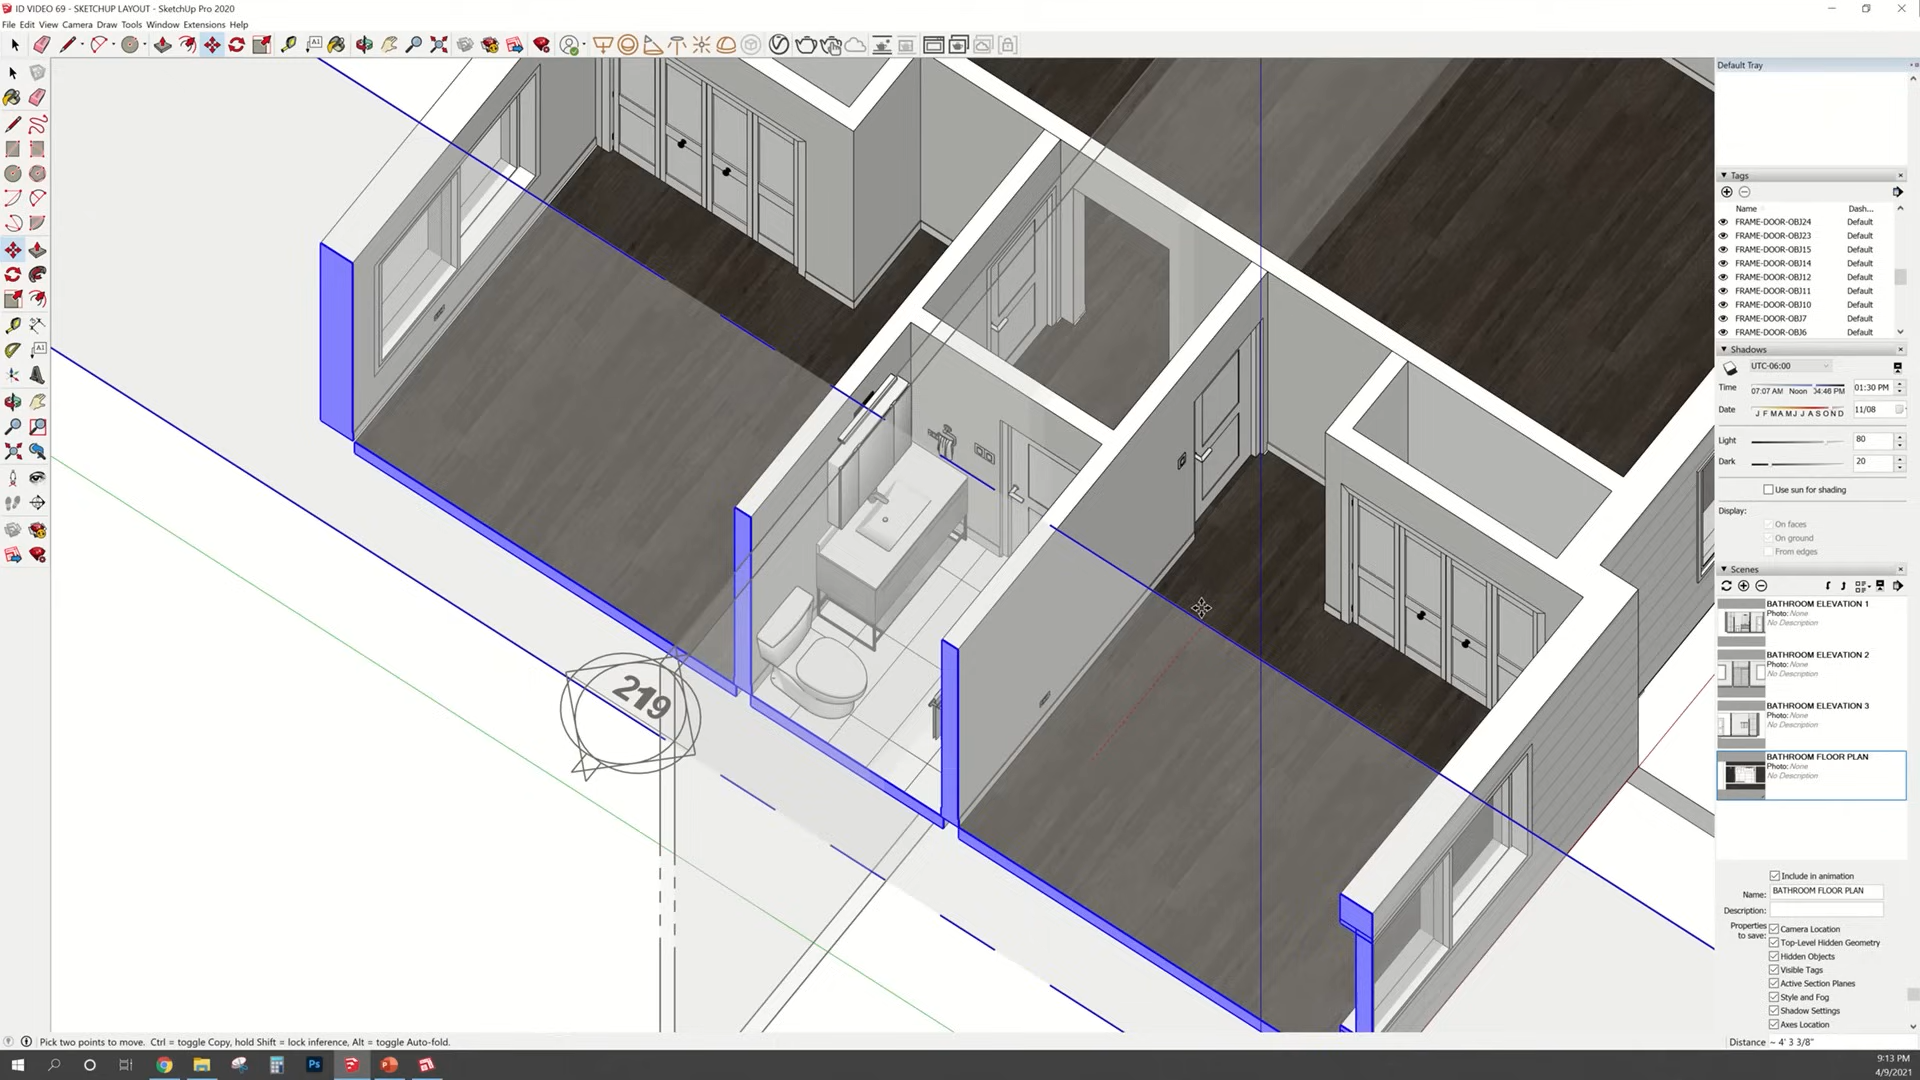 ID VIDEO 69 - SKETCHUP LAYOUT - SketchUp Pro 2020
File Edit View Camera Draw Tools Window Extensions Help
Default Tray
Tags
Name Dash...
FRAME-DOOR-OBJ24 Default
FRAME-DOOR-OBJ23 Default
FRAME-DOOR-OBJ15 Default
FRAME-DOOR-OBJ14 Default
FRAME-DOOR-OBJ12 Default
FRAME-DOOR-OBJ11 Default
FRAME-DOOR-OBJ10 Default
FRAME-DOOR-OBJ7 Default
FRAME-DOOR-OBJ6 Default
Shadows
UTC-06:00
Time 07:07 AM Noon 04:46 PM 01:30 PM
Date J F M A M J J A S O N D 11/08
Light 80
Dark 20
Use sun for shading
Display:
On faces
On ground
From edges
Scenes
BATHROOM ELEVATION 1
Photo: None
No Description
BATHROOM ELEVATION 2
Photo: None
No Description
BATHROOM ELEVATION 3
Photo: None
No Description
BATHROOM FLOOR PLAN
Photo: None
No Description
Include in animation
Name: BATHROOM FLOOR PLAN
Description:
Properties to save:
Camera Location
Top-Level Hidden Geometry
Hidden Objects
Visible Tags
Active Section Planes
Style and Fog
Shadow Settings
Axes Location
219
Pick two points to move. Ctrl = toggle Copy, hold Shift = lock inference, Alt = toggle Auto-fold.
Distance ~ 4' 3 3/8"
Ps
9:13 PM
4/9/2021